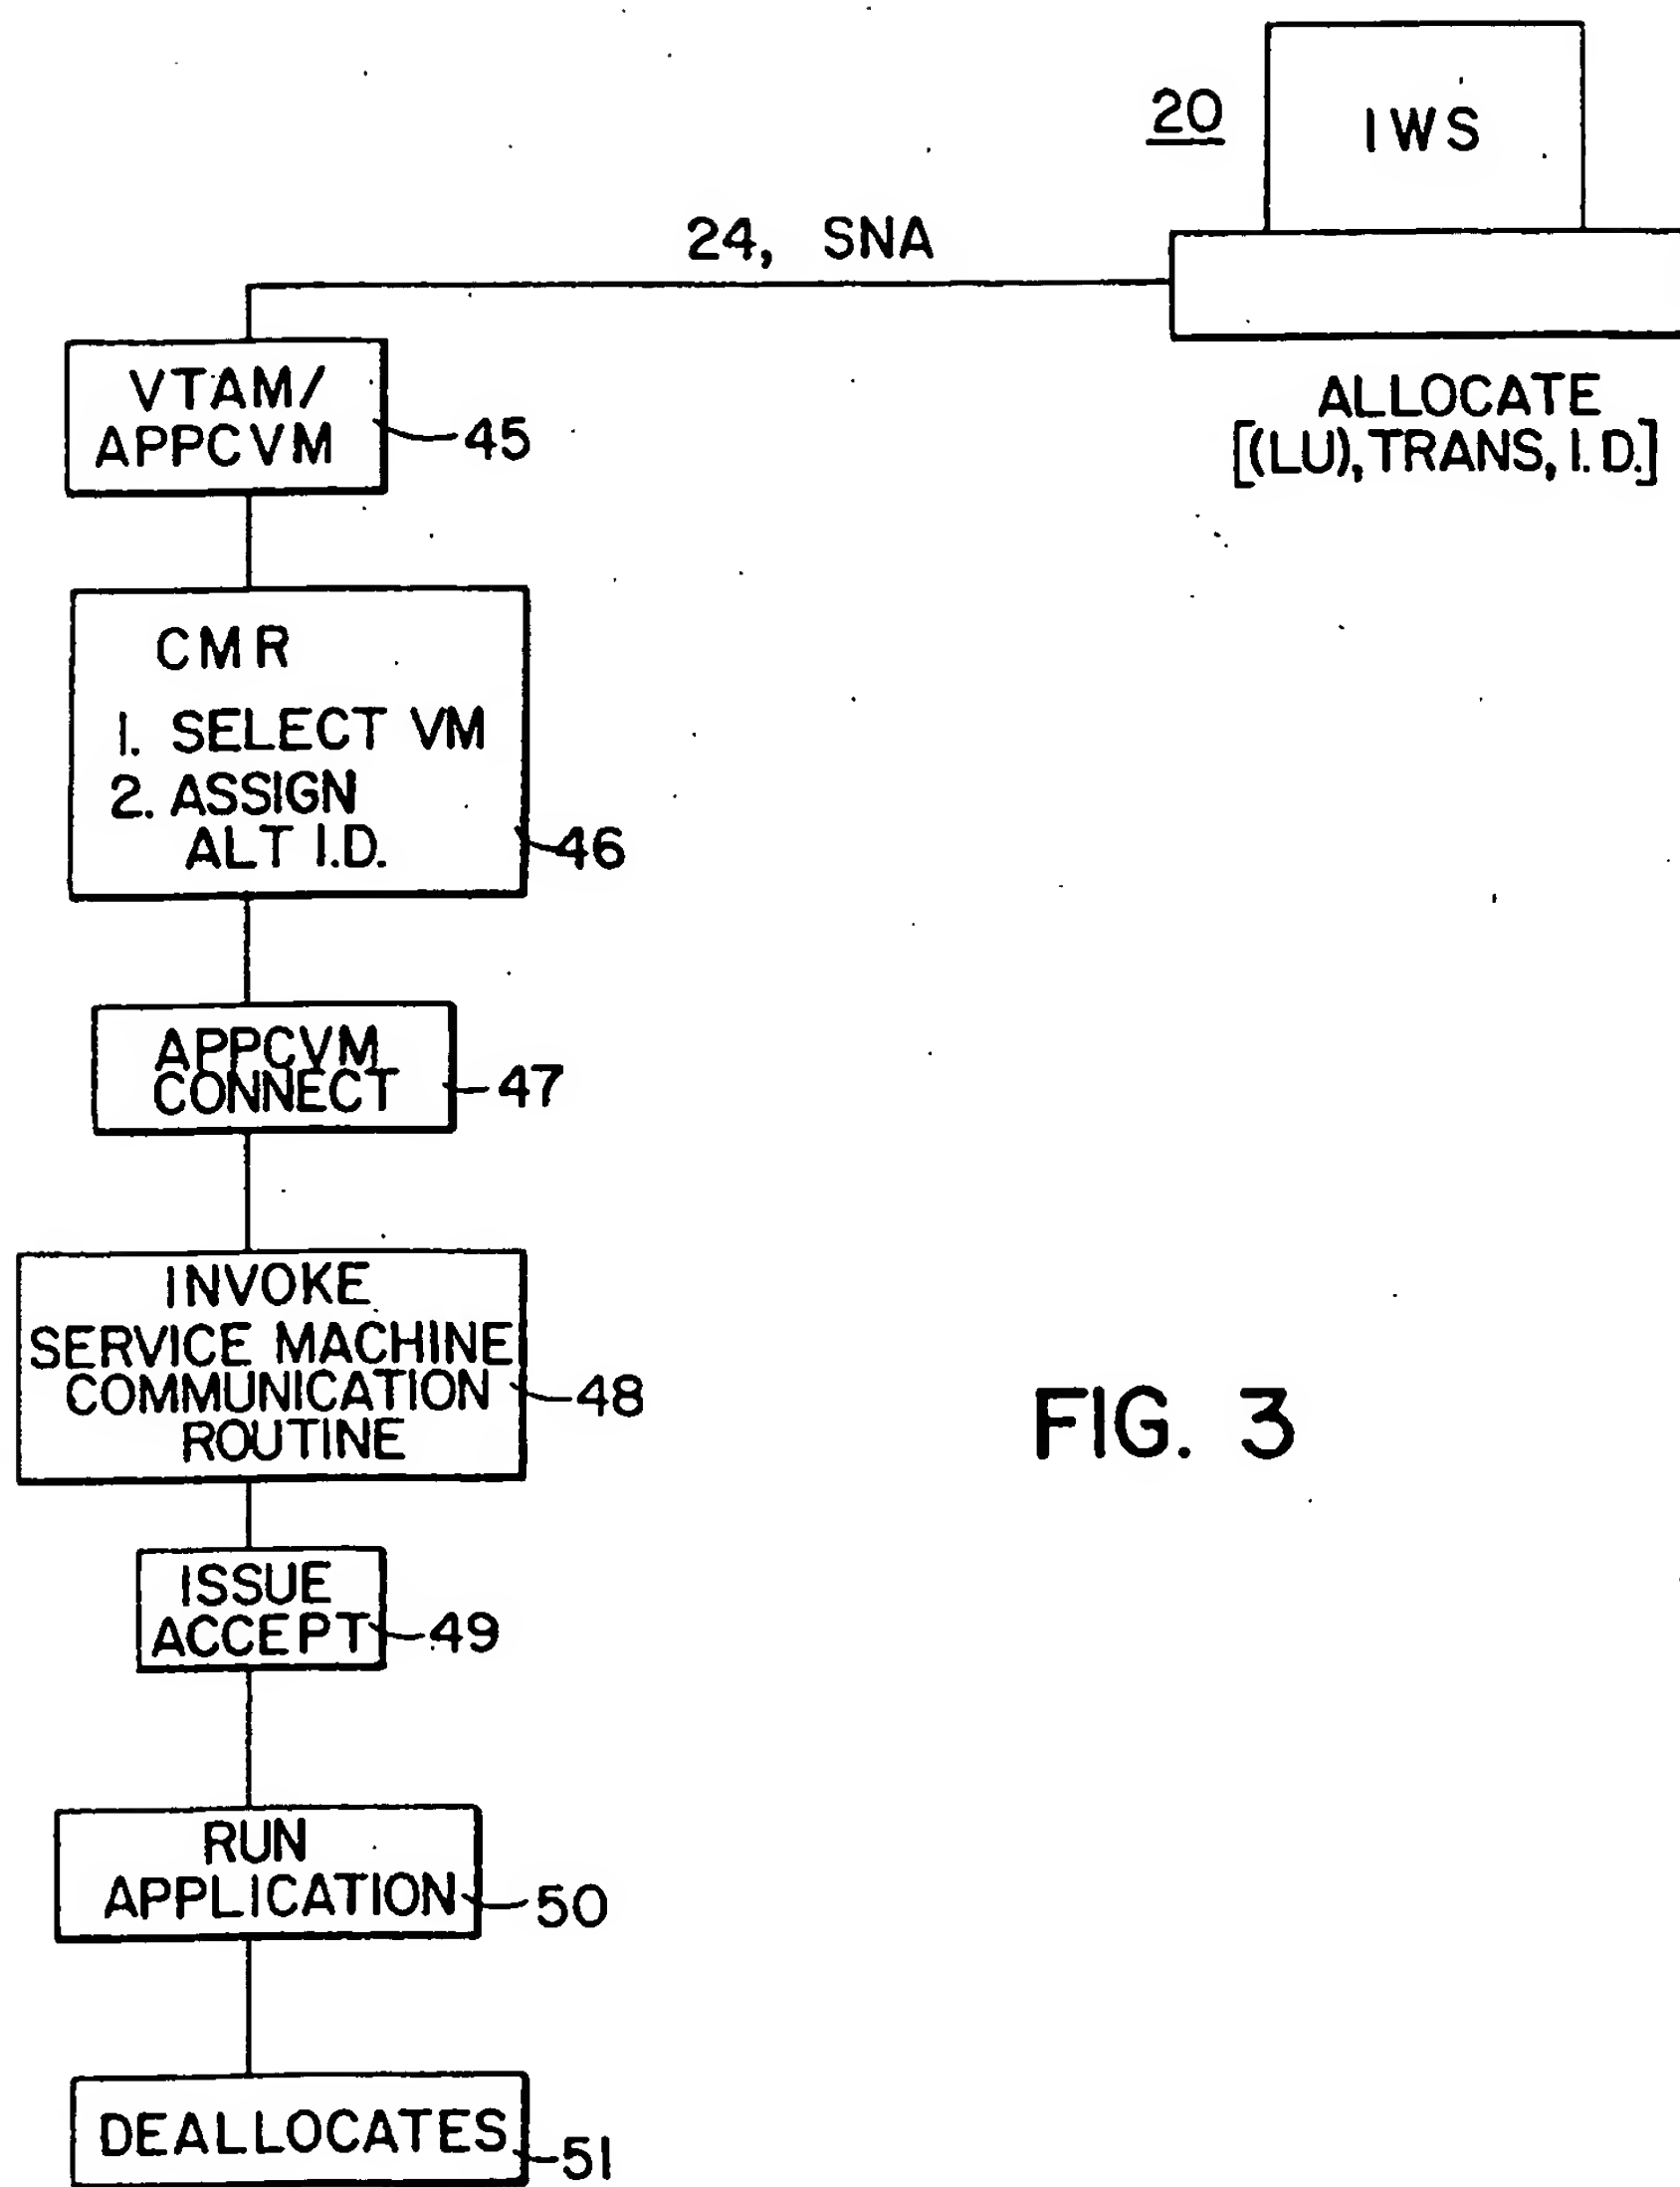 20
IWS
24, SNA
ALLOCATE
[(LU), TRANS, I.D.]
VTAM/
APPCVM
45
CMR
1. SELECT VM
2. ASSIGN
ALT I.D.
46
APPCVM
CONNECT
47
INVOKE
SERVICE MACHINE
COMMUNICATION
ROUTINE
48
FIG. 3
ISSUE
ACCEPT
49
RUN
APPLICATION
50
DEALLOCATES
51